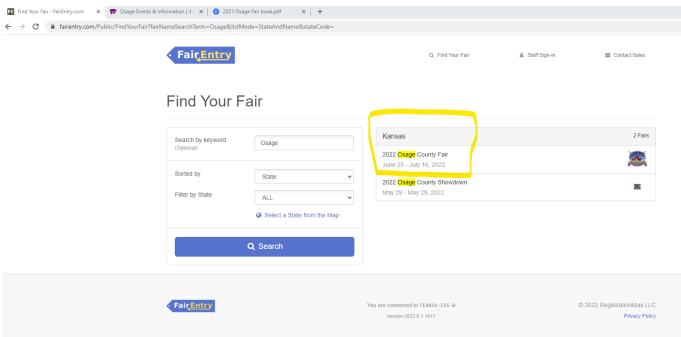 Find Your Fair - FairEntry.com
Osage Events & Information | 4-
2021 Osage Fair book.pdf
fairentry.com/Public/FindYourFair?fairNameSearchTerm=Osage&listMode=StateAndName&stateCode=
FairEntry
Find Your Fair
Staff Sign-in
Contact Sales
Find Your Fair
Search by keyword
(Optional)
Osage
Sorted by
State
Filter by State
ALL
Select a State from the Map
Search
Kansas
2 Fairs
2022 Osage County Fair
June 25 - July 16, 2022
2022 Osage County Showdown
May 29 - May 29, 2022
FairEntry
You are connected to
Version 2022.6.1.1017
© 2022 RegistrationMax LLC
Privacy Policy